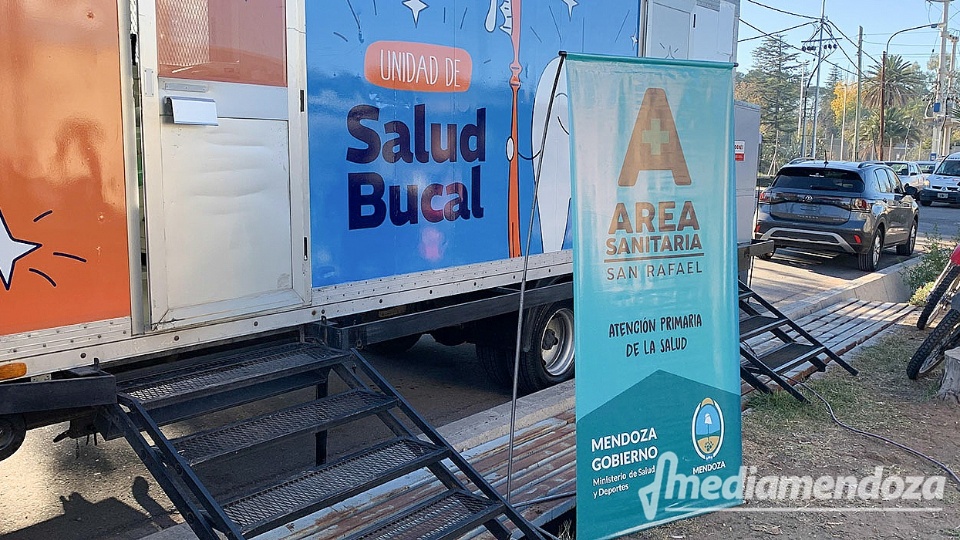 UNIDAD DE
Salud
Bucal
A
AREA
SANITARIA
SAN RAFAEL
ATENCIÓN PRIMARIA
DE LA SALUD
MENDOZA
GOBIERNO
Ministerio de Salud
y Deportes
MENDOZA
mediamendoza